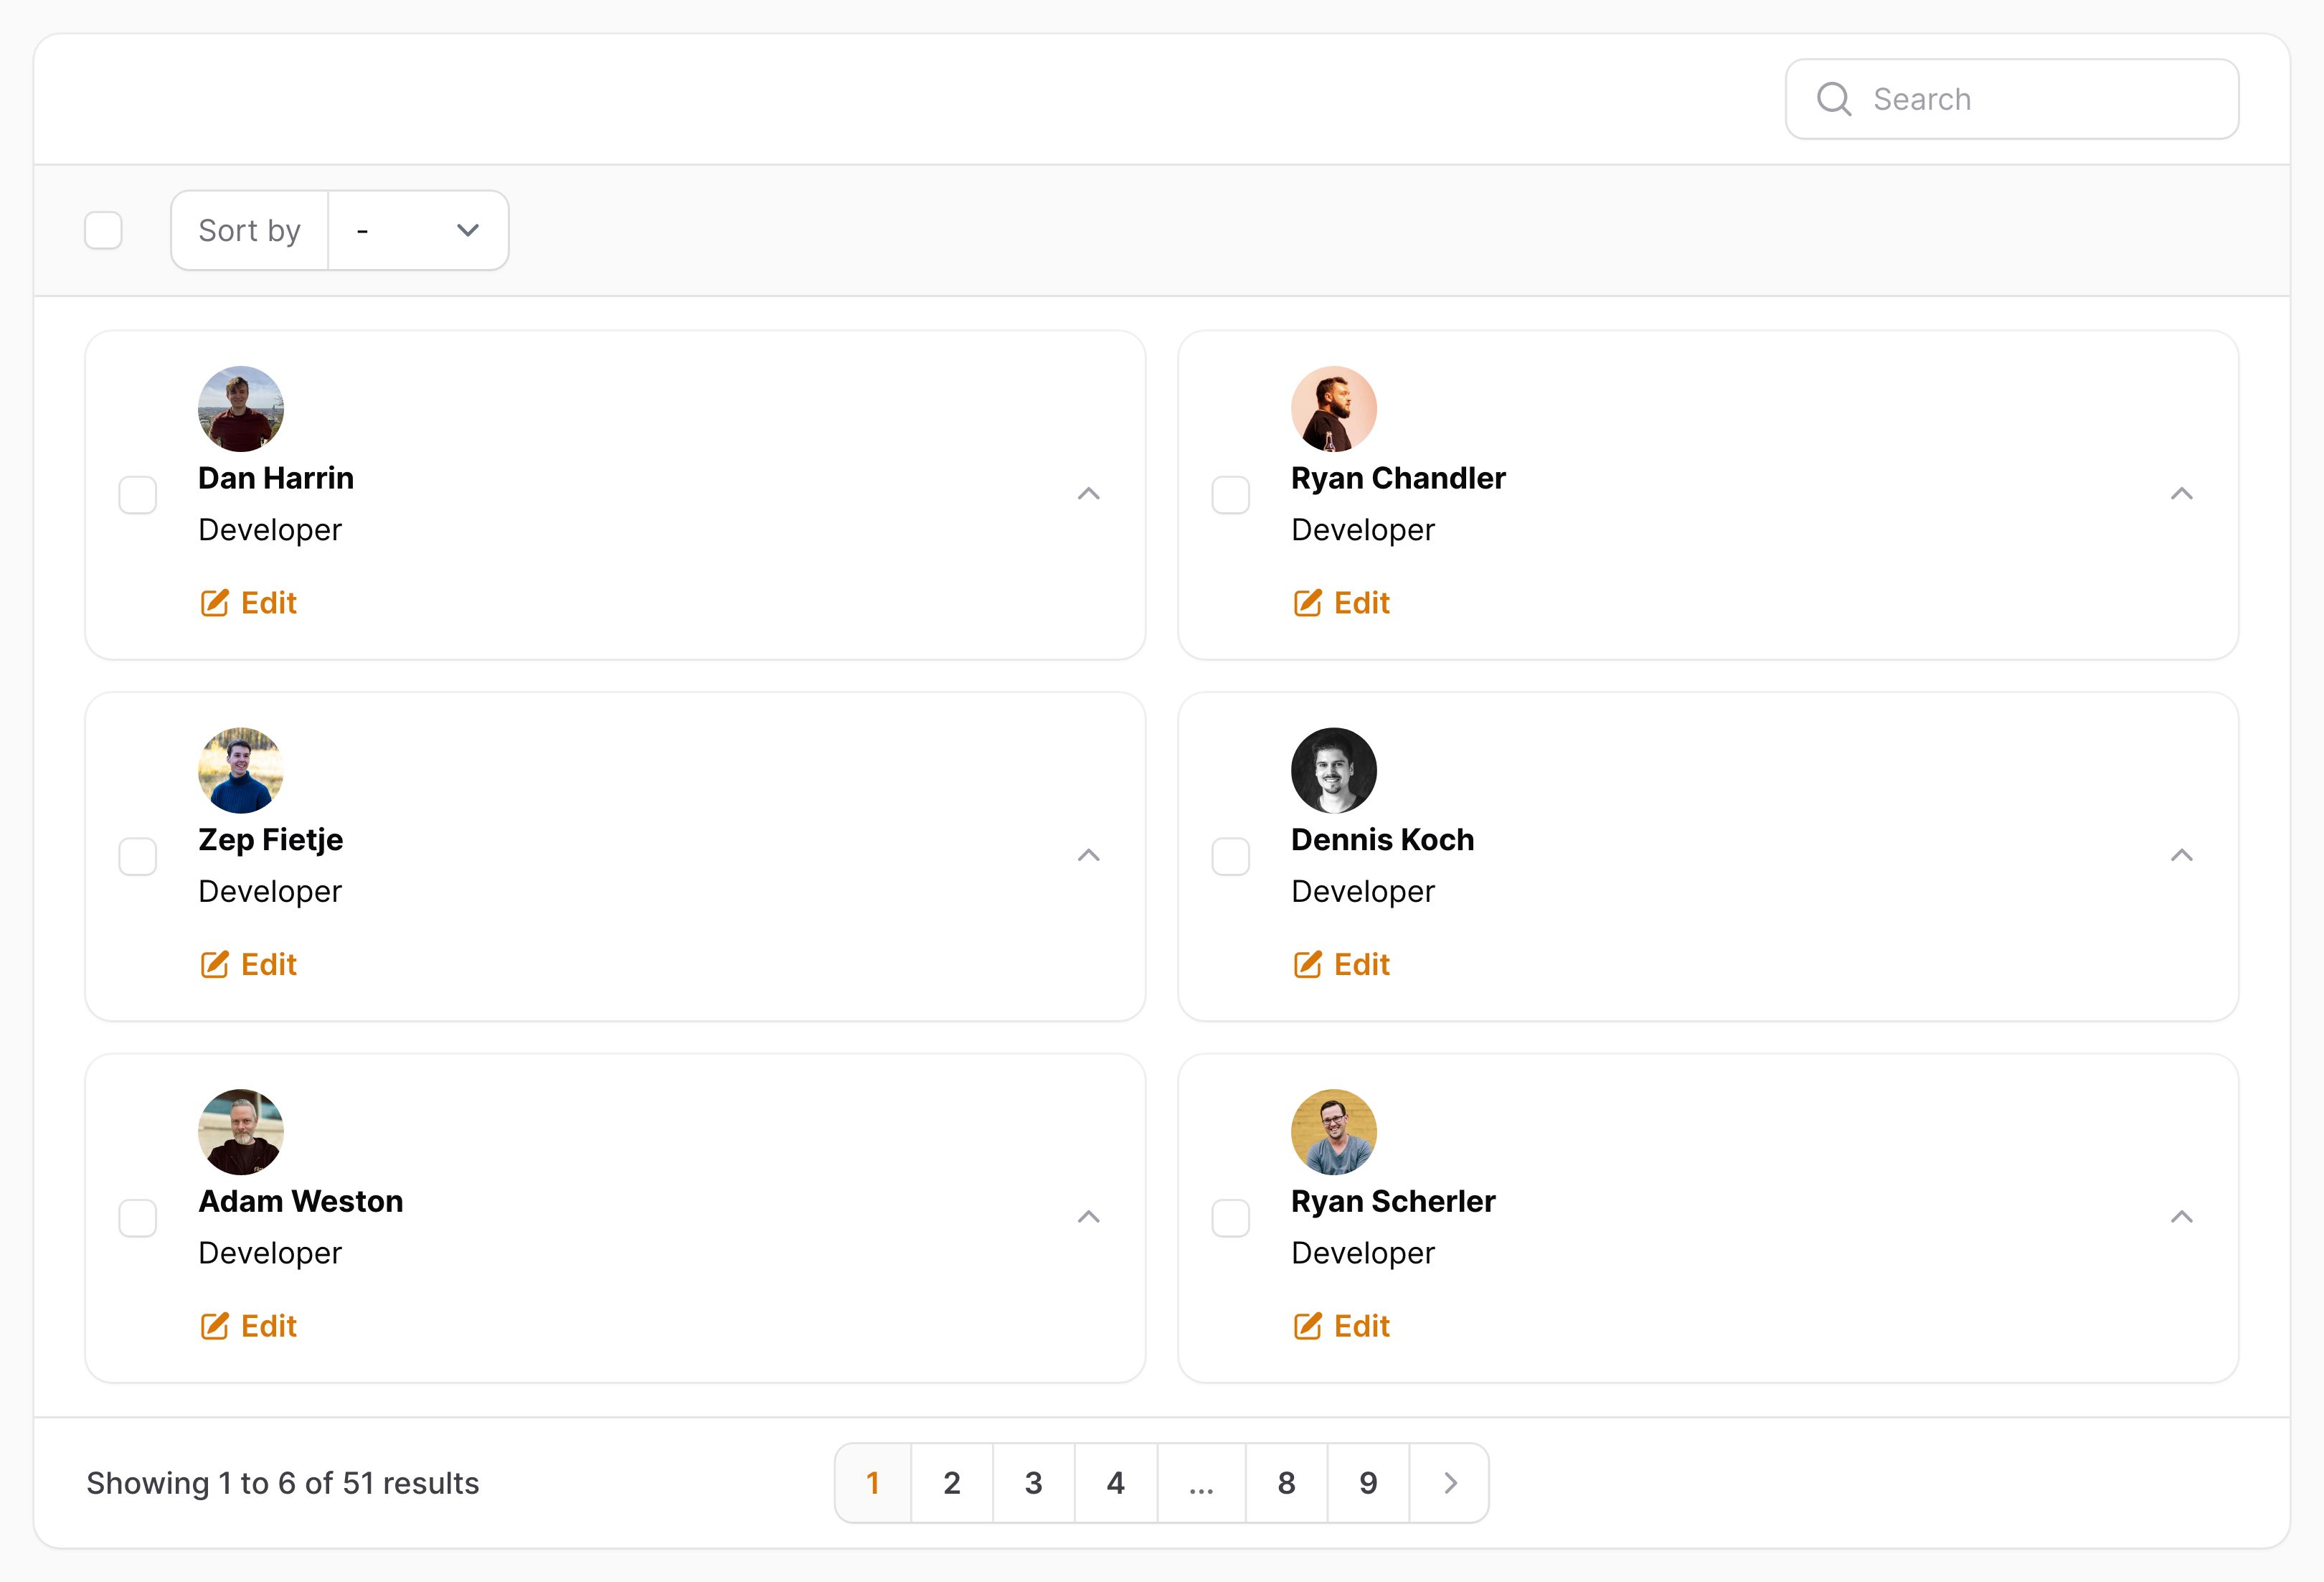 Search
Sort by -
Dan Harrin
Developer
Edit
Ryan Chandler
Developer
Edit
Zep Fietje
Developer
Edit
Dennis Koch
Developer
Edit
Adam Weston
Developer
Edit
Ryan Scherler
Developer
Edit
Showing 1 to 6 of 51 results
1 2 3 4 ... 8 9